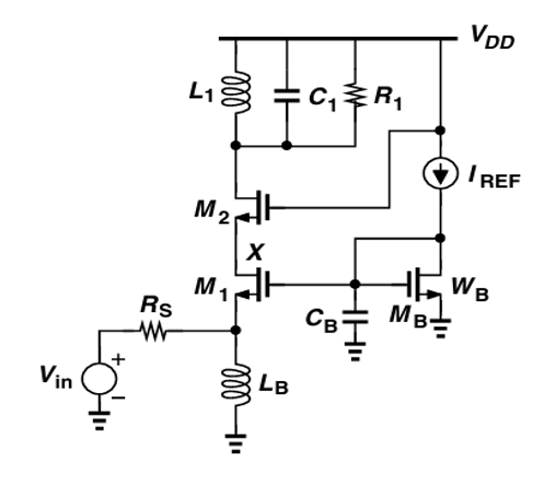 V_DD
L_1
C_1
R_1
I_REF
M_2
X
M_1
W_B
R_S
C_B
M_B
V_in
+
−
L_B